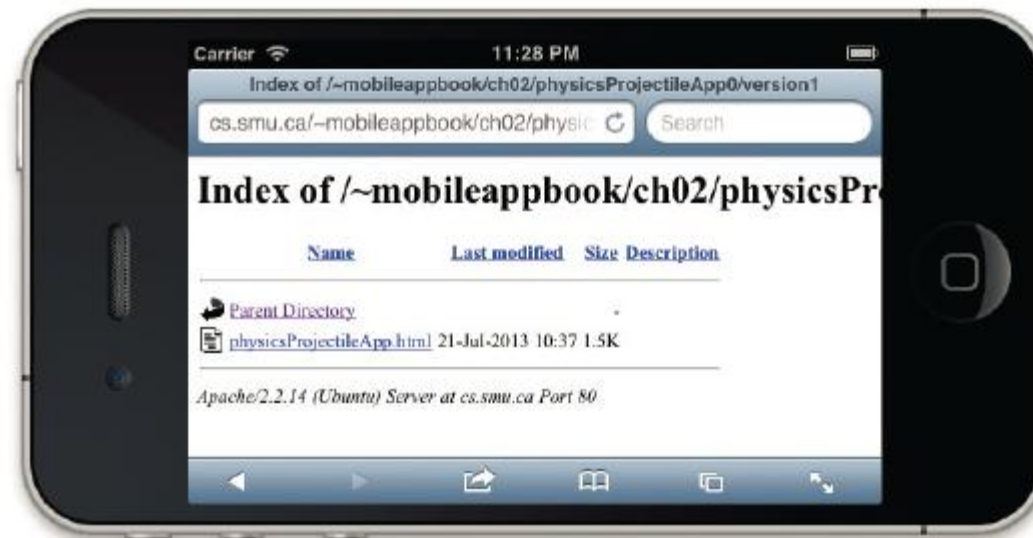 Carrier 11:28 PM
Index of /~mobileappbook/ch02/physicsProjectileApp0/version1
cs.smu.ca/~mobileappbook/ch02/physic Search
Index of /~mobileappbook/ch02/physicsPr
Name Last modified Size Description
Parent Directory -
physicsProjectileApp.html 21-Jul-2013 10:37 1.5K
Apache/2.2.14 (Ubuntu) Server at cs.smu.ca Port 80